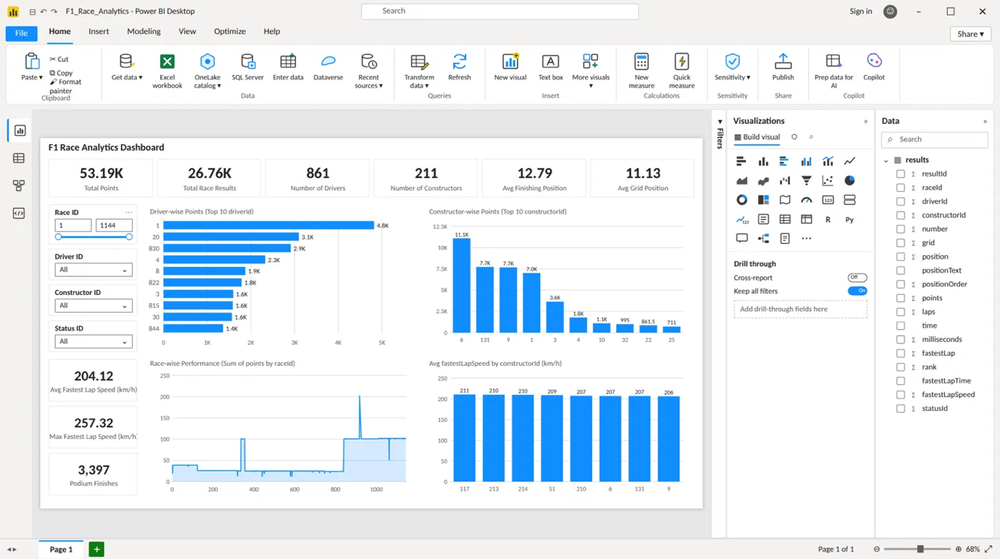 F1_Race_Analytics - Power BI Desktop
Search
Sign in
File
Home
Insert
Modeling
View
Optimize
Help
Share
Paste
Cut
Copy
Format painter
Clipboard
Get data
Excel workbook
OneLake catalog
SQL Server
Enter data
Dataverse
Recent sources
Data
Transform data
Refresh
Queries
New visual
Text box
More visuals
Insert
New measure
Quick measure
Calculations
Sensitivity
Sensitivity
Publish
Share
Prep data for AI
Copilot
Copilot
F1 Race Analytics Dashboard
53.19K
Total Points
26.76K
Total Race Results
861
Number of Drivers
211
Number of Constructors
12.79
Avg Finishing Position
11.13
Avg Grid Position
Race ID
1
1144
Driver ID
All
Constructor ID
All
Status ID
All
204.12
Avg Fastest Lap Speed (km/h)
257.32
Max Fastest Lap Speed (km/h)
3,397
Podium Finishes
Driver-wise Points (Top 10 driverId)
1 4.8K
20 3.1K
830 2.9K
4 2.3K
8 1.9K
822 1.8K
3 1.6K
815 1.6K
30 1.6K
844 1.4K
0 1K 2K 3K 4K 5K
Constructor-wise Points (Top 10 constructorId)
12.5K
10K
7.5K
5K
2.5K
0
11.1K 7.7K 7.7K 7.0K 3.6K 1.8K 1.1K 995 861.5 711
6 131 9 1 3 4 10 32 22 25
Race-wise Performance (Sum of points by raceId)
250
200
150
100
50
0
0 200 400 600 800 1000
Avg fastestLapSpeed by constructorId (km/h)
250
200
150
100
50
0
211 210 210 209 207 207 207 206
117 213 214 51 210 6 131 9
Filters
Visualizations
Build visual
123
123
R
Py
Drill through
Cross-report
Off
Keep all filters
On
Add drill-through fields here
Data
Search
results
resultId
raceId
driverId
constructorId
number
grid
position
positionText
positionOrder
points
laps
time
milliseconds
fastestLap
rank
fastestLapTime
fastestLapSpeed
statusId
Page 1
Page 1 of 1
68%